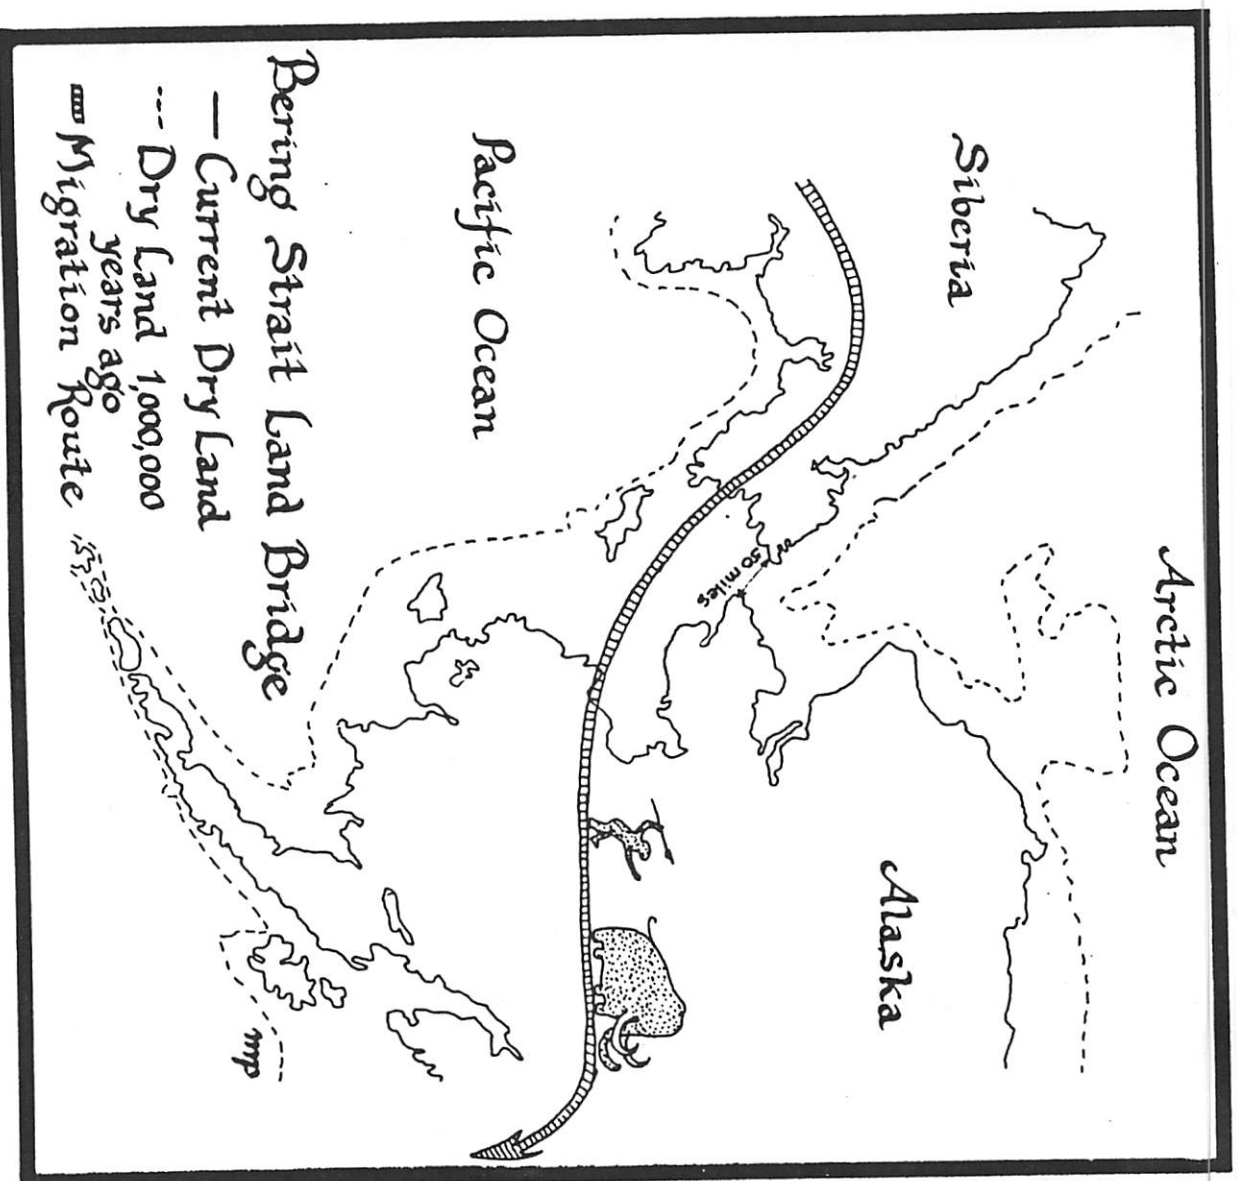 Arctic Ocean
Siberia
Alaska
50 miles
Pacific Ocean
Bering Strait Land Bridge
Current Dry Land
Dry Land 1,000,000
years ago
Migration Route
mp